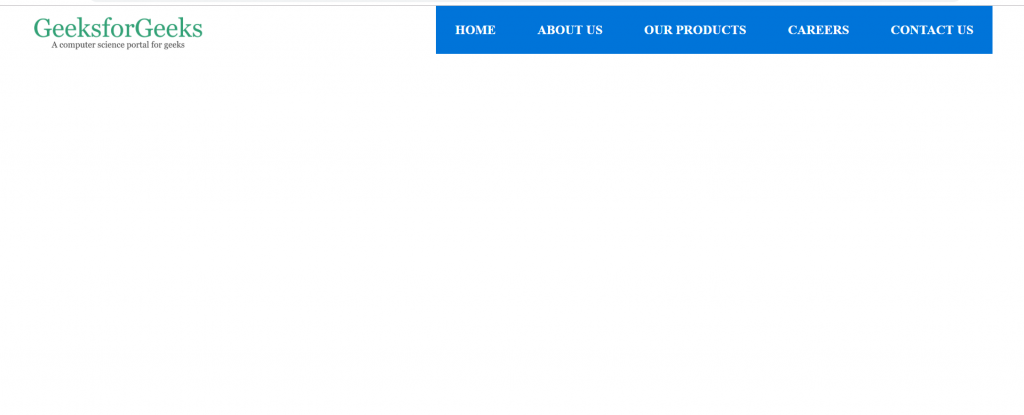 GeeksforGeeks
A computer science portal for geeks
HOME ABOUT US OUR PRODUCTS CAREERS CONTACT US